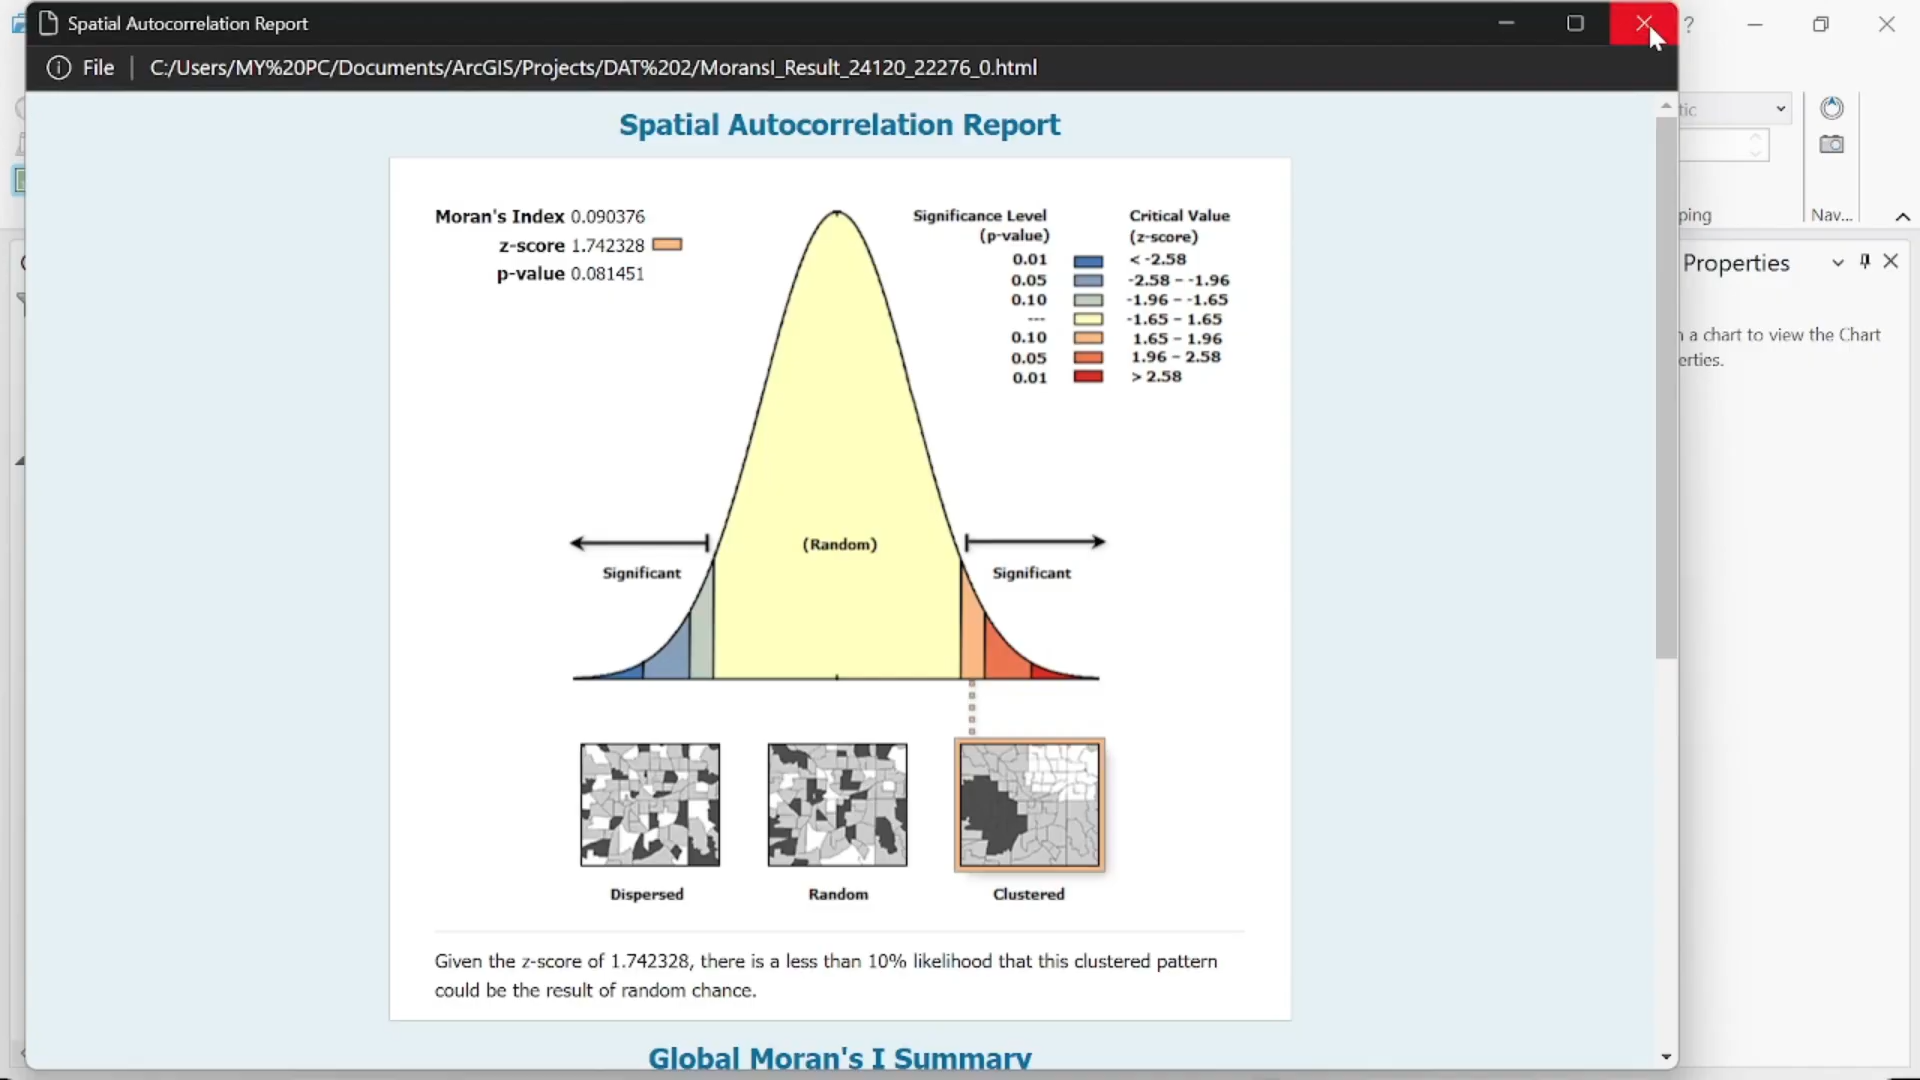 Spatial Autocorrelation Report
File | C:/Users/MY%20PC/Documents/ArcGIS/Projects/DAT%202/MoransI_Result_24120_22276_0.html
Spatial Autocorrelation Report
Moran's Index 0.090376
z-score 1.742328
p-value 0.081451
Significance Level
(p-value)
Critical Value
(z-score)
0.01 < -2.58
0.05 -2.58 – -1.96
0.10 -1.96 – -1.65
--- -1.65 – 1.65
0.10 1.65 – 1.96
0.05 1.96 – 2.58
0.01 > 2.58
(Random)
Significant
Significant
Dispersed
Random
Clustered
Given the z-score of 1.742328, there is a less than 10% likelihood that this clustered pattern
could be the result of random chance.
Global Moran's I Summary
?
tic
ping
Nav...
Properties
a chart to view the Chart
erties.